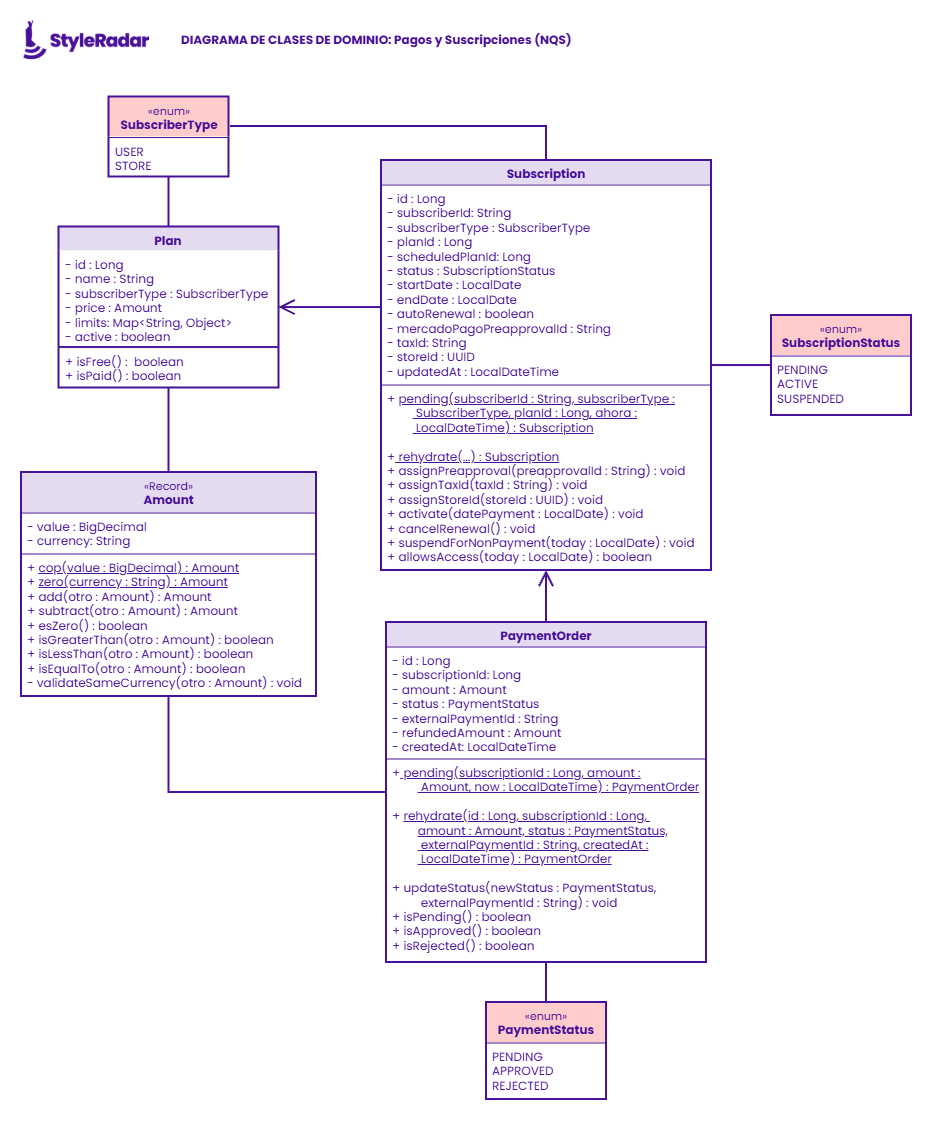 StyleRadar
DIAGRAMA DE CLASES DE DOMINIO: Pagos y Suscripciones (NQS)
«enum»
SubscriberType
USER
STORE
Plan
- id : Long
- name : String
- subscriberType : SubscriberType
- price : Amount
- limits: Map<String, Object>
- active : boolean
+ isFree() :  boolean
+ isPaid() : boolean
Subscription
- id : Long
- subscriberId: String
- subscriberType : SubscriberType
- planId : Long
- scheduledPlanId: Long
- status : SubscriptionStatus
- startDate : LocalDate
- endDate : LocalDate
- autoRenewal : boolean
- mercadoPagoPreapprovalId : String
- taxId: String
- storeId : UUID
- updatedAt : LocalDateTime
+ pending(subscriberId : String, subscriberType :
SubscriberType, planId : Long, ahora :
LocalDateTime) : Subscription
+ rehydrate(...) : Subscription
+ assignPreapproval(preapprovalId : String) : void
+ assignTaxId(taxId : String) : void
+ assignStoreId(storeId : UUID) : void
+ activate(datePayment : LocalDate) : void
+ cancelRenewal() : void
+ suspendForNonPayment(today : LocalDate) : void
+ allowsAccess(today : LocalDate) : boolean
«enum»
SubscriptionStatus
PENDING
ACTIVE
SUSPENDED
«Record»
Amount
- value : BigDecimal
- currency: String
+ cop(value : BigDecimal) : Amount
+ zero(currency : String) : Amount
+ add(otro : Amount) : Amount
+ subtract(otro : Amount) : Amount
+ esZero() : boolean
+ isGreaterThan(otro : Amount) : boolean
+ isLessThan(otro : Amount) : boolean
+ isEqualTo(otro : Amount) : boolean
- validateSameCurrency(otro : Amount) : void
PaymentOrder
- id : Long
- subscriptionId: Long
- amount : Amount
- status : PaymentStatus
- externalPaymentId : String
- refundedAmount : Amount
- createdAt: LocalDateTime
+ pending(subscriptionId : Long, amount :
Amount, now : LocalDateTime) : PaymentOrder
+ rehydrate(id : Long, subscriptionId : Long,
amount : Amount, status : PaymentStatus,
externalPaymentId : String, createdAt :
LocalDateTime) : PaymentOrder
+ updateStatus(newStatus : PaymentStatus,
externalPaymentId : String) : void
+ isPending() : boolean
+ isApproved() : boolean
+ isRejected() : boolean
«enum»
PaymentStatus
PENDING
APPROVED
REJECTED